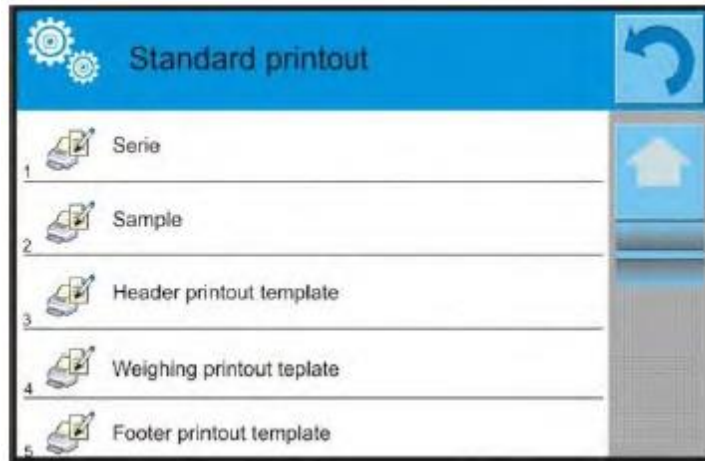 Standard printout
Serie
1
Sample
2
Header printout template
3
Weighing printout teplate
4
Footer printout template
5